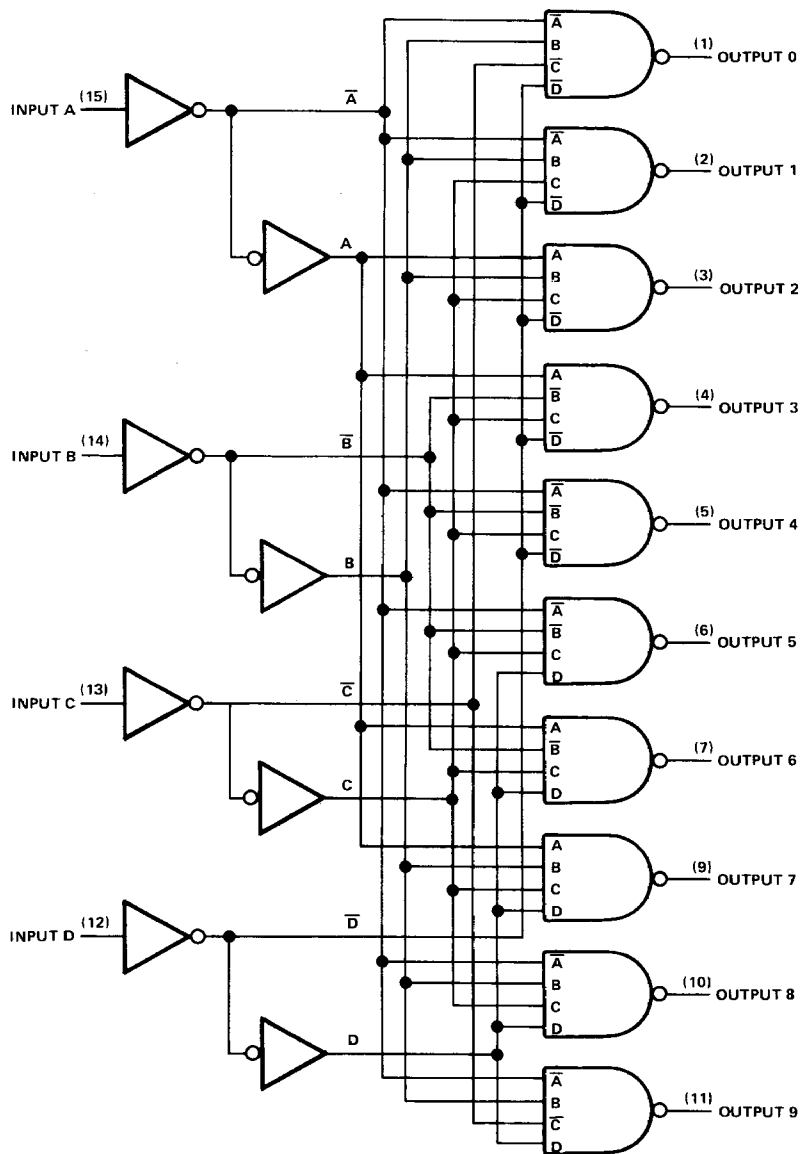 A̅
B
C̅
D̅
(1) OUTPUT 0
INPUT A (15)
A̅
A̅
B
C
D̅
(2) OUTPUT 1
A
A
B
C
D̅
(3) OUTPUT 2
A
B̅
C
D̅
(4) OUTPUT 3
INPUT B (14)
B̅
A̅
B̅
C
D̅
(5) OUTPUT 4
B
A̅
B̅
C
D
(6) OUTPUT 5
INPUT C (13)
C̅
A
B̅
C
D
(7) OUTPUT 6
C
A
B
C
D
(9) OUTPUT 7
INPUT D (12)
D̅
A̅
B
C
D
(10) OUTPUT 8
D
A̅
B
C̅
D
(11) OUTPUT 9